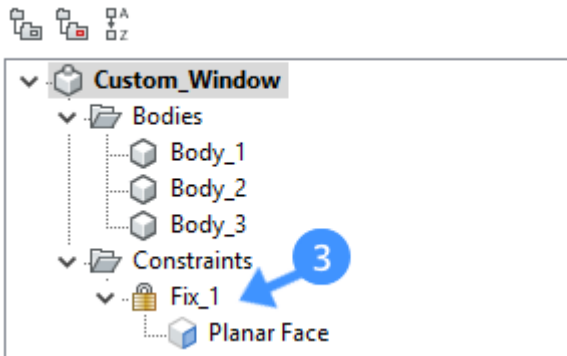 A
Z
Custom_Window
Bodies
Body_1
Body_2
Body_3
Constraints
3
Fix_1
Planar Face